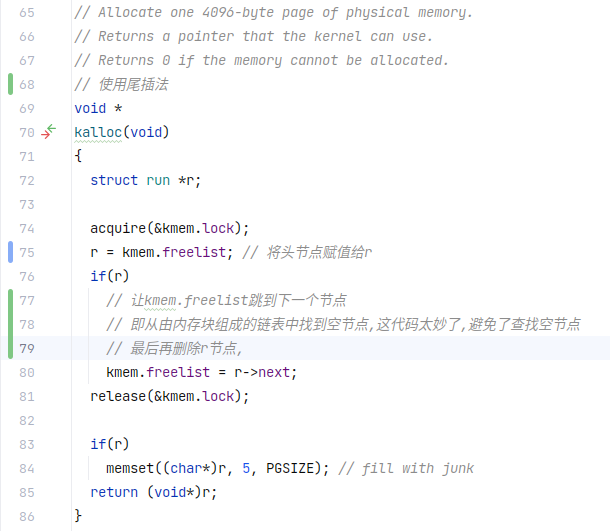 65 // Allocate one 4096-byte page of physical memory.
66 // Returns a pointer that the kernel can use.
67 // Returns 0 if the memory cannot be allocated.
68 // 使用尾插法
69 void *
70 kalloc(void)
71 {
72   struct run *r;
73
74   acquire(&kmem.lock);
75   r = kmem.freelist; // 将头节点赋值给r
76   if(r)
77     // 让kmem.freelist跳到下一个节点
78     // 即从由内存块组成的链表中找到空节点,这代码太妙了,避免了查找空节点
79     // 最后再删除r节点,
80     kmem.freelist = r->next;
81   release(&kmem.lock);
82
83   if(r)
84     memset((char*)r, 5, PGSIZE); // fill with junk
85   return (void*)r;
86 }